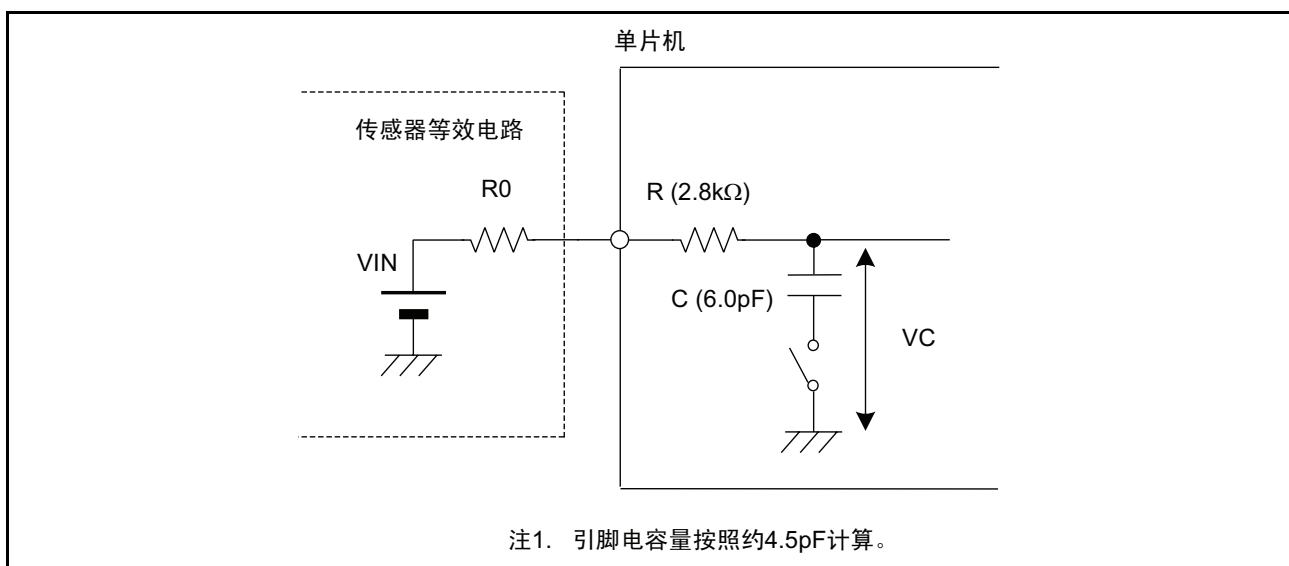 单片机
传感器等效电路
R0
R (2.8kΩ)
VIN
C (6.0pF)
VC
注1. 引脚电容量按照约4.5pF计算。